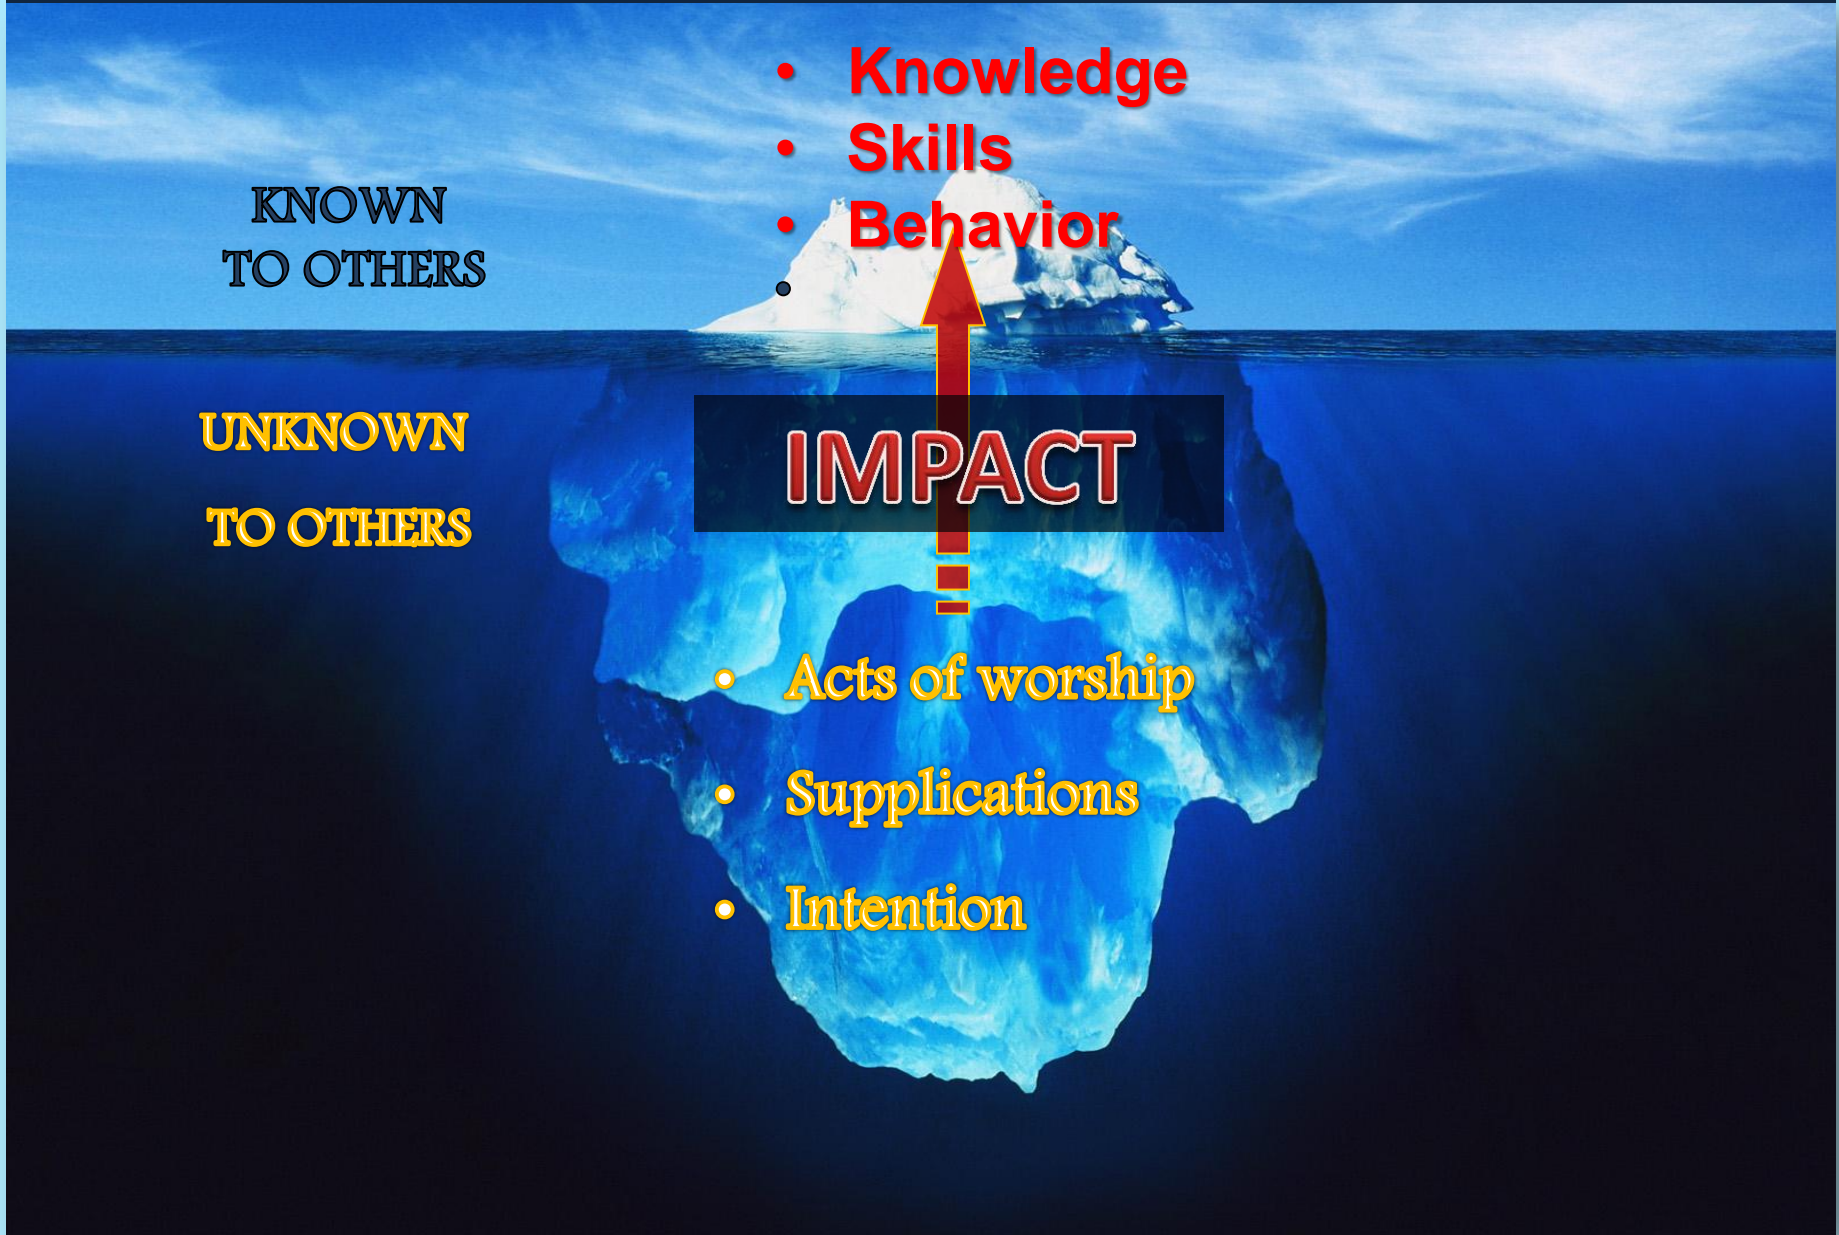 • Knowledge
• Skills
• Behavior
•
KNOWN
TO OTHERS
UNKNOWN
TO OTHERS
IMPACT
• Acts of worship
• Supplications
• Intention